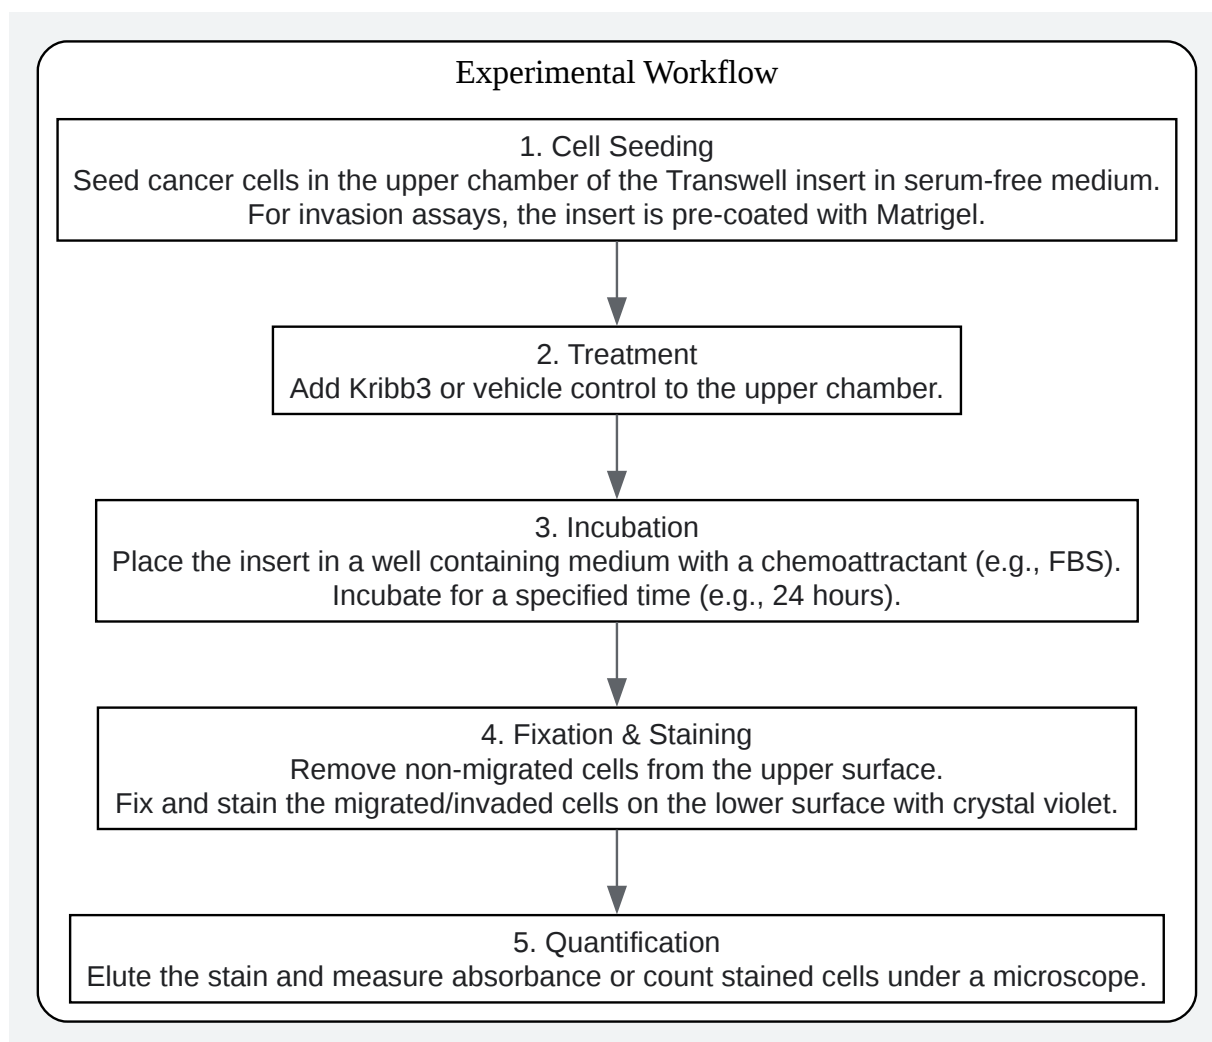 Experimental Workflow
1. Cell Seeding
Seed cancer cells in the upper chamber of the Transwell insert in serum-free medium.
For invasion assays, the insert is pre-coated with Matrigel.
2. Treatment
Add Kribb3 or vehicle control to the upper chamber.
3. Incubation
Place the insert in a well containing medium with a chemoattractant (e.g., FBS).
Incubate for a specified time (e.g., 24 hours).
4. Fixation & Staining
Remove non-migrated cells from the upper surface.
Fix and stain the migrated/invaded cells on the lower surface with crystal violet.
5. Quantification
Elute the stain and measure absorbance or count stained cells under a microscope.